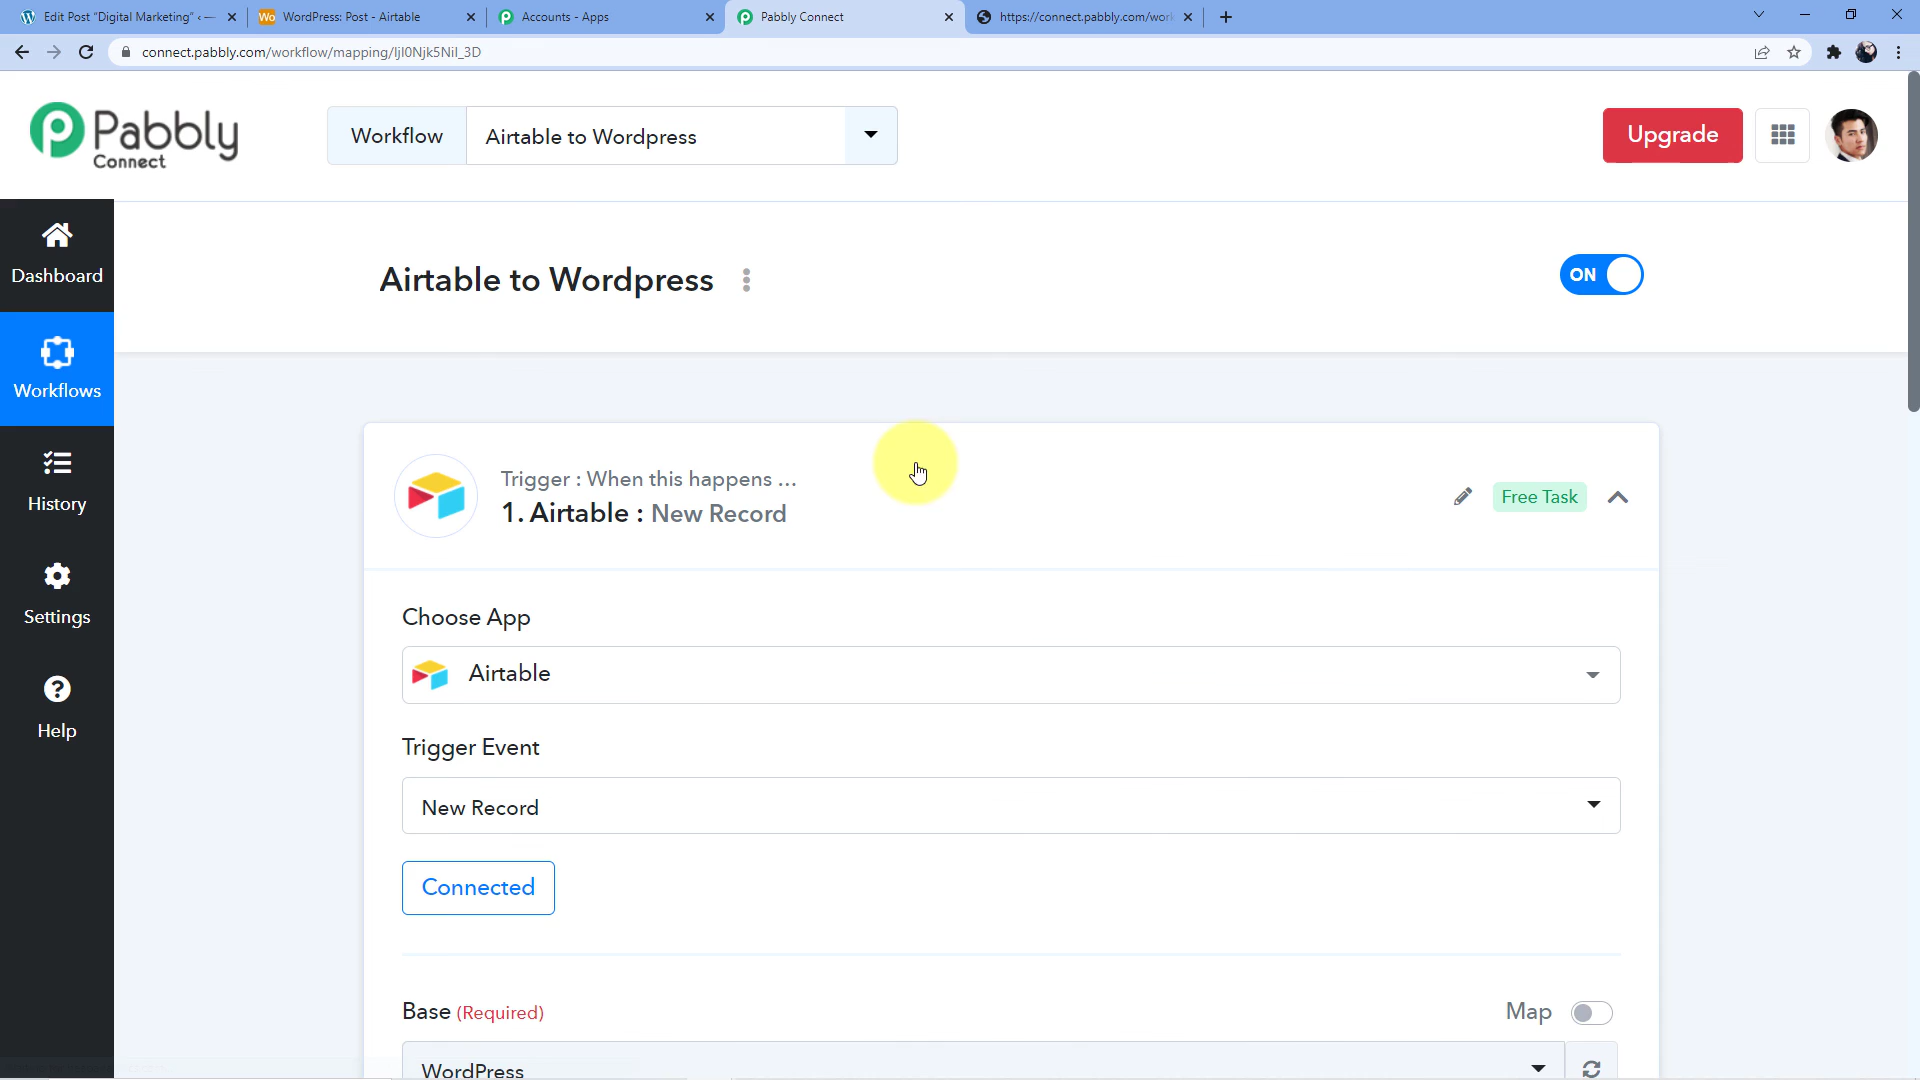 Edit Post "Digital Marketing" ‹ —
Wo WordPress: Post - Airtable
Accounts - Apps
Pabbly Connect
https://connect.pabbly.com/work
connect.pabbly.com/workflow/mapping/IjI0Njk5NiI_3D
Pabbly
Connect
Workflow
Airtable to Wordpress
Upgrade
Dashboard
Workflows
History
Settings
Help
Airtable to Wordpress
ON
Trigger : When this happens ...
1. Airtable : New Record
Free Task
Choose App
Airtable
Trigger Event
New Record
Connected
Base (Required)
Map
WordPress